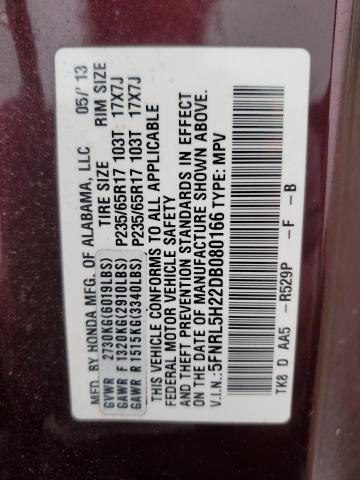 MFD. BY HONDA MFG. OF ALABAMA, LLC 05/'13
TIRE SIZE RIM SIZE
GVWR 2730KG(6019LBS)
GAWR F 1320KG(2910LBS) P235/65R17 103T 17X7J
GAWR R 1515KG(3340LBS) P235/65R17 103T 17X7J
THIS VEHICLE CONFORMS TO ALL APPLICABLE
FEDERAL MOTOR VEHICLE SAFETY
AND THEFT PREVENTION STANDARDS IN EFFECT
ON THE DATE OF MANUFACTURE SHOWN ABOVE.
V.I.N.:5FNRL5H22DB080166 TYPE: MPV
TK8 D AA5 -R529P -F -B